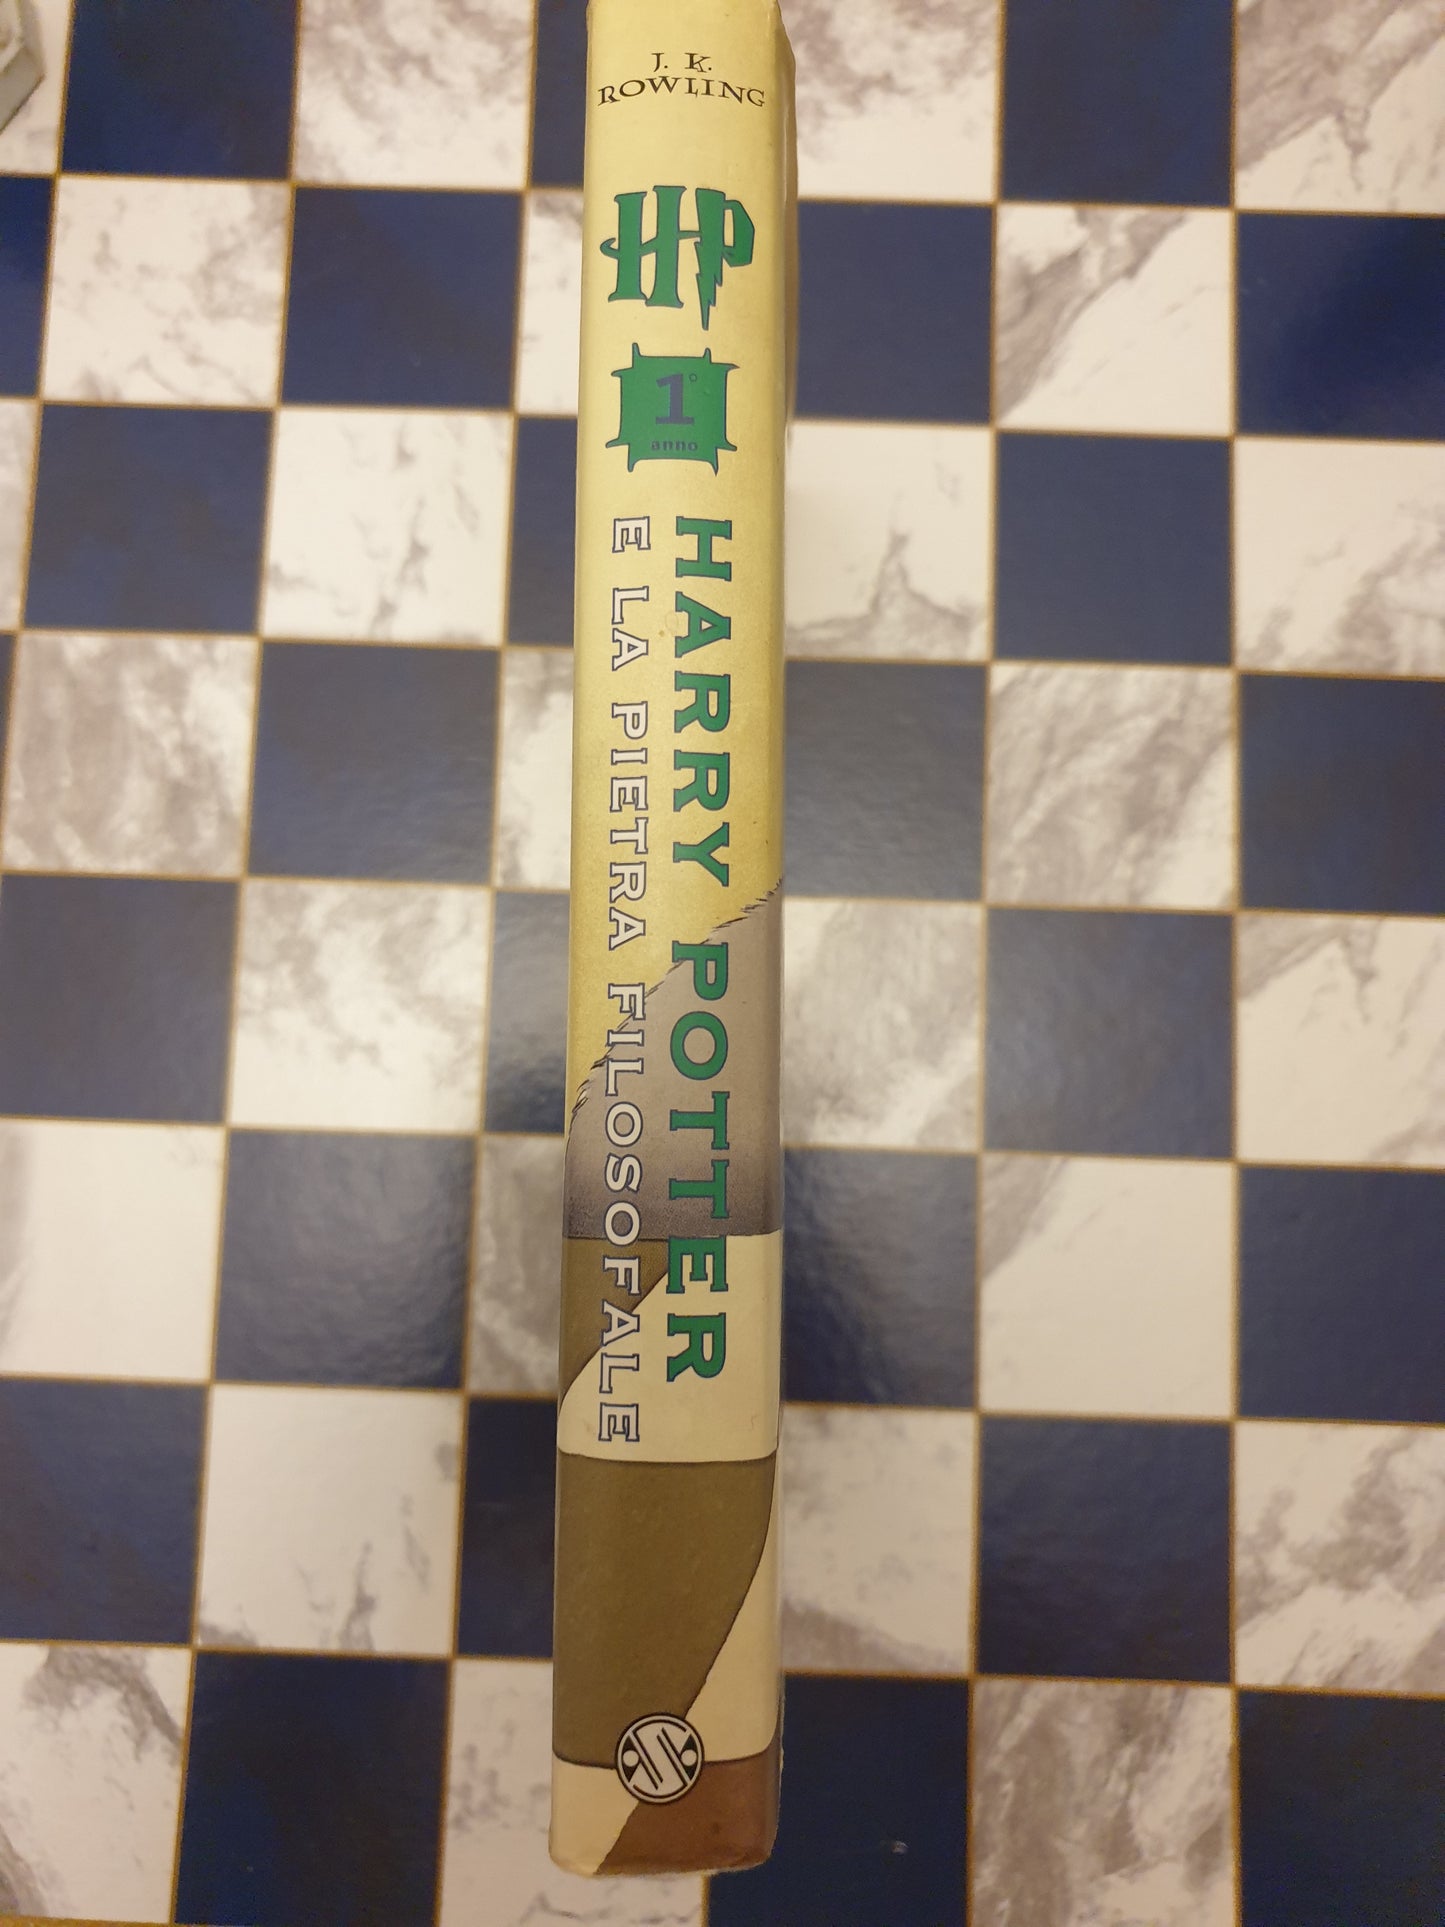 J. K.
ROWLING
HP
1°
anno
HARRY POTTER
E LA PIETRA FILOSOFALE